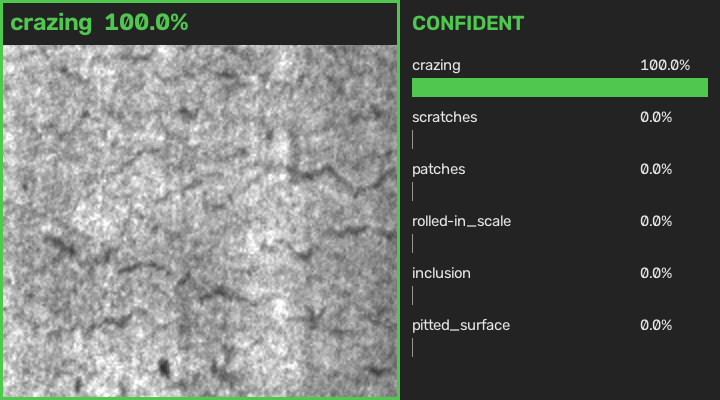 crazing 100.0%
CONFIDENT
crazing 100.0%
scratches 0.0%
patches 0.0%
rolled-in_scale 0.0%
inclusion 0.0%
pitted_surface 0.0%